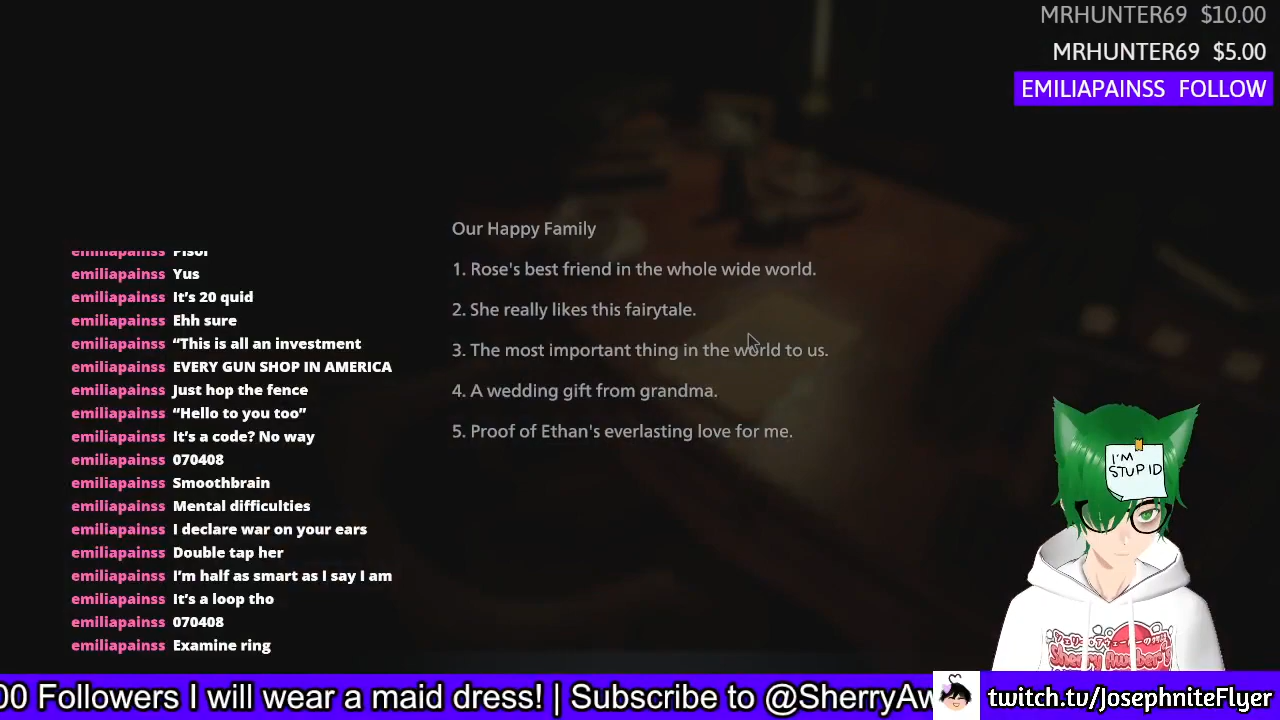 MRHUNTER69 $10.00
MRHUNTER69 $5.00
EMILIAPAINSS FOLLOW
Our Happy Family
1. Rose's best friend in the whole wide world.
2. She really likes this fairytale.
3. The most important thing in the world to us.
4. A wedding gift from grandma.
5. Proof of Ethan's everlasting love for me.
emiliapainss
emiliapainss Yus
emiliapainss It's 20 quid
emiliapainss Ehh sure
emiliapainss “This is all an investment
emiliapainss EVERY GUN SHOP IN AMERICA
emiliapainss Just hop the fence
emiliapainss “Hello to you too”
emiliapainss It's a code? No way
emiliapainss 070408
emiliapainss Smoothbrain
emiliapainss Mental difficulties
emiliapainss I declare war on your ears
emiliapainss Double tap her
emiliapainss I'm half as smart as I say I am
emiliapainss It's a loop tho
emiliapainss 070408
emiliapainss Examine ring
I'M
STUPID
00 Followers I will wear a maid dress! | Subscribe to @SherryAw
twitch.tv/JosephniteFlyer